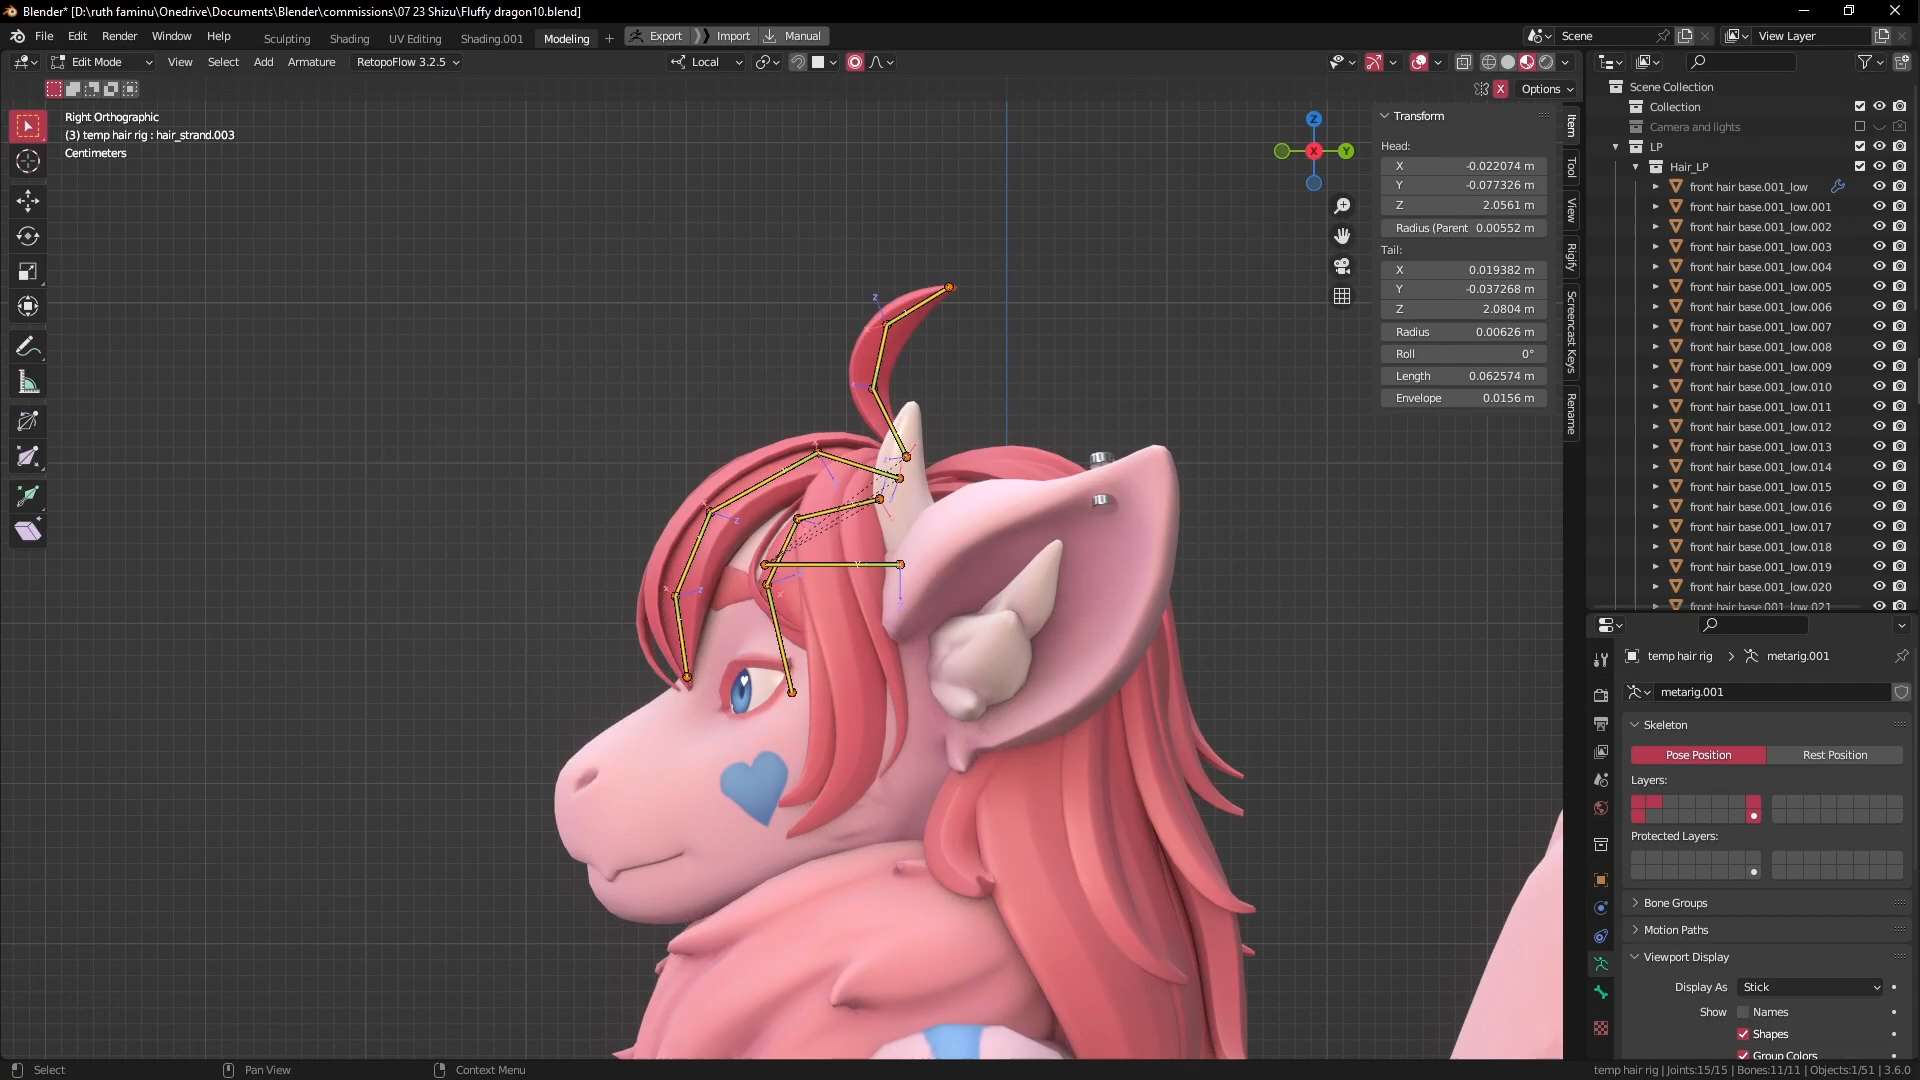 Blender* [D:\ruth faminu\Onedrive\Documents\Blender\commissions\07 23 Shizu\Fluffy dragon10.blend]
File Edit Render Window Help Sculpting Shading UV Editing Shading.001 Modeling + Export Import Manual Scene View Layer
Edit Mode View Select Add Armature RetopoFlow 3.2.5 Local
X Options
Right Orthographic
(3) temp hair rig : hair_strand.003
Centimeters
Z
X
Y
Transform
Head:
X -0.022074 m
Y -0.077326 m
Z 2.0561 m
Radius (Parent 0.00552 m
Tail:
X 0.019382 m
Y -0.037268 m
Z 2.0804 m
Radius 0.00626 m
Roll 0°
Length 0.062574 m
Envelope 0.0156 m
Item
Tool
View
Rigify
Screencast Keys
Rename
Scene Collection
Collection
Camera and lights
LP
Hair_LP
front hair base.001_low
front hair base.001_low.001
front hair base.001_low.002
front hair base.001_low.003
front hair base.001_low.004
front hair base.001_low.005
front hair base.001_low.006
front hair base.001_low.007
front hair base.001_low.008
front hair base.001_low.009
front hair base.001_low.010
front hair base.001_low.011
front hair base.001_low.012
front hair base.001_low.013
front hair base.001_low.014
front hair base.001_low.015
front hair base.001_low.016
front hair base.001_low.017
front hair base.001_low.018
front hair base.001_low.019
front hair base.001_low.020
front hair base.001_low.021
temp hair rig > metarig.001
metarig.001
Skeleton
Pose Position Rest Position
Layers:
Protected Layers:
Bone Groups
Motion Paths
Viewport Display
Display As Stick
Show Names
Shapes
Group Colors
Select Pan View Context Menu temp hair rig | Joints:15/15 | Bones:11/11 | Objects:1/51 | 3.6.0